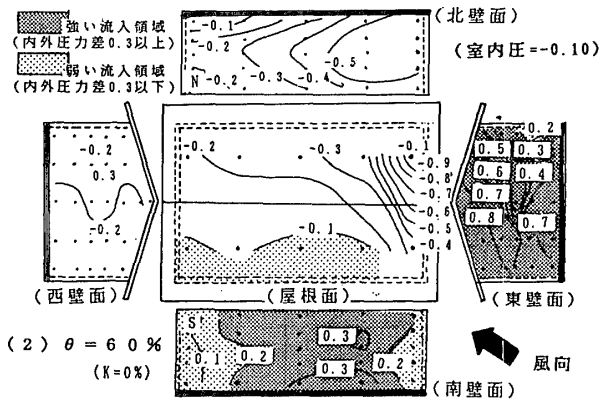 強い流入領域
(内外圧力差0.3以上)
弱い流入領域
(内外圧力差0.3以下)
(北壁面)
(室内圧=-0.10)
-0.1
-0.2
-0.5
N
-0.2
-0.3
-0.4
-0.2
0.3
-0.2
(西壁面)
-0.2
-0.3
-0.1
-0.9
-0.8
-0.7
-0.6
-0.5
-0.4
-0.1
(屋根面)
0.2
0.5
0.3
0.6
0.4
0.7
0.8
0.7
(東壁面)
(2) θ=60%
(K=0%)
S
0.1
0.2
0.3
0.3
0.3
0.2
(南壁面)
風向